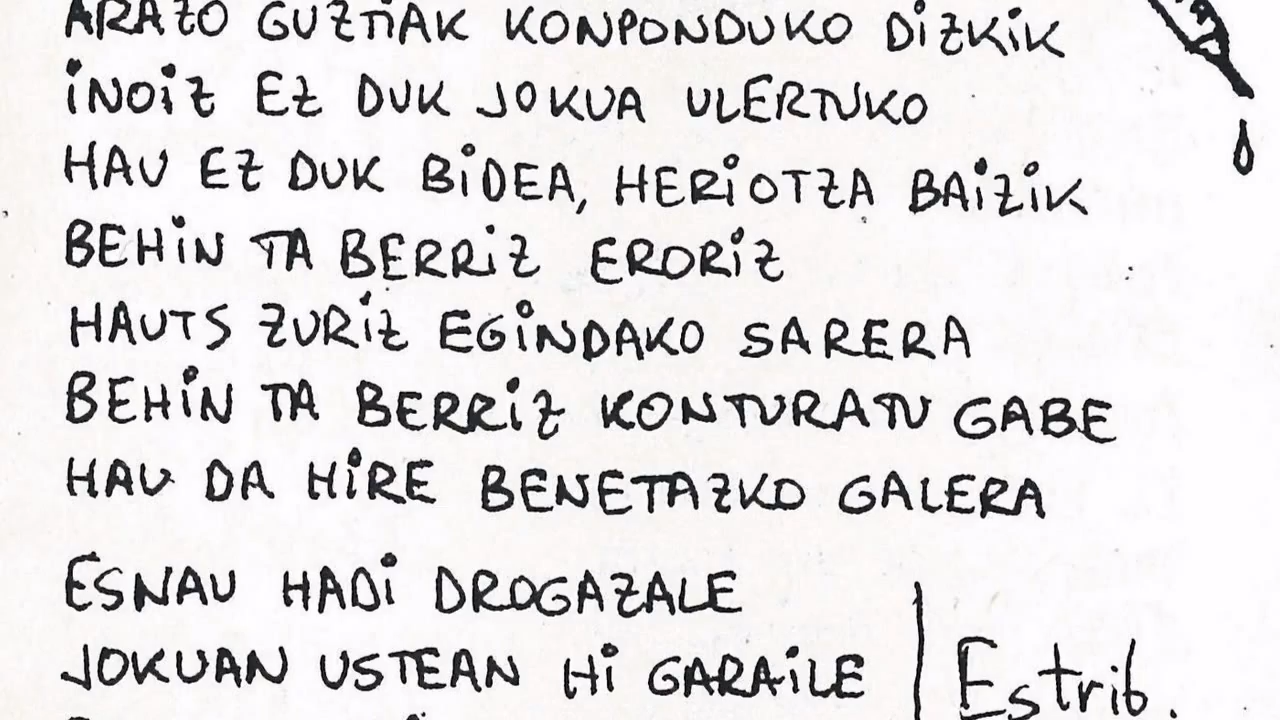 ARAZO GUZTIAK KONPONDUKO DIZKIK
INOIZ EZ DUK JOKUA ULERTUKO
HAU EZ DUK BIDEA, HERIOTZA BAIZIK
BEHIN TA BERRIZ ERORIZ
HAUTS ZURIZ EGINDAKO SARERA
BEHIN TA BERRIZ KONTURATU GABE
HAU DA HIRE BENETAZKO GALERA
ESNAU HADI DROGAZALE
JOKUAN USTEAN HI GARAILE
Estrib.